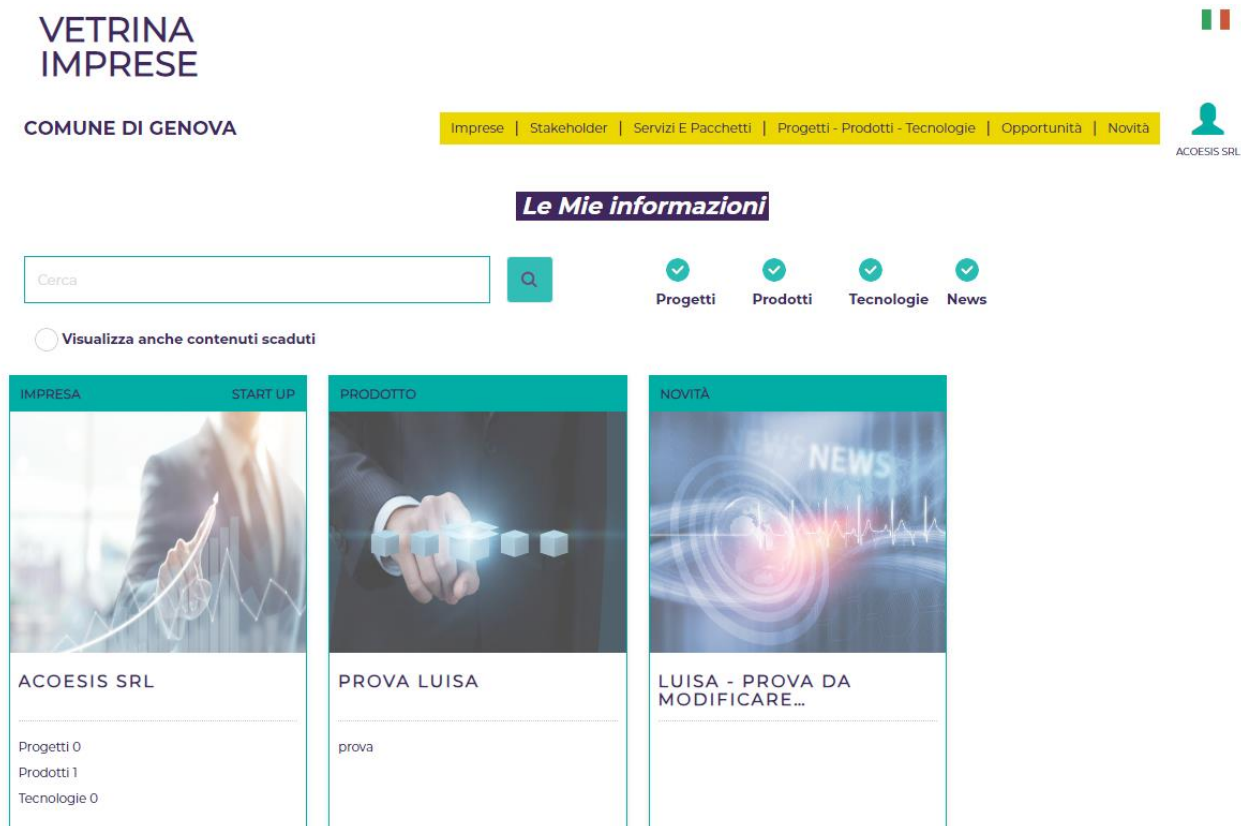 VETRINA
IMPRESE
COMUNE DI GENOVA
Imprese | Stakeholder | Servizi E Pacchetti | Progetti - Prodotti - Tecnologie | Opportunità | Novità
ACOESIS SRL
Le Mie informazioni
Cerca
Progetti Prodotti Tecnologie News
Visualizza anche contenuti scaduti
IMPRESA START UP
PRODOTTO
NOVITÀ
NEWS NEWS
ACOESIS SRL
PROVA LUISA
LUISA - PROVA DA
MODIFICARE...
Progetti 0
Prodotti 1
Tecnologie 0
prova